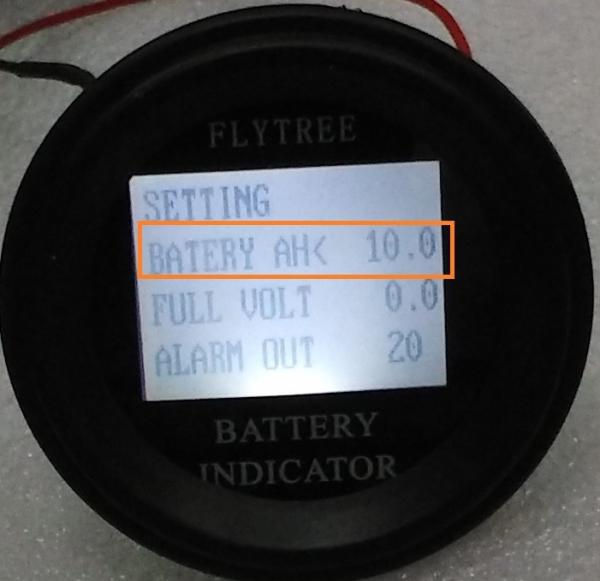 FLYTREE
SETTING
BATERY AH< 10.0
FULL VOLT 0.0
ALARM OUT 20
BATTERY
INDICATOR